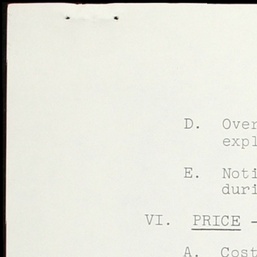 D. Over
expl
E. Noti
duri
VI. PRICE -
A. Cost